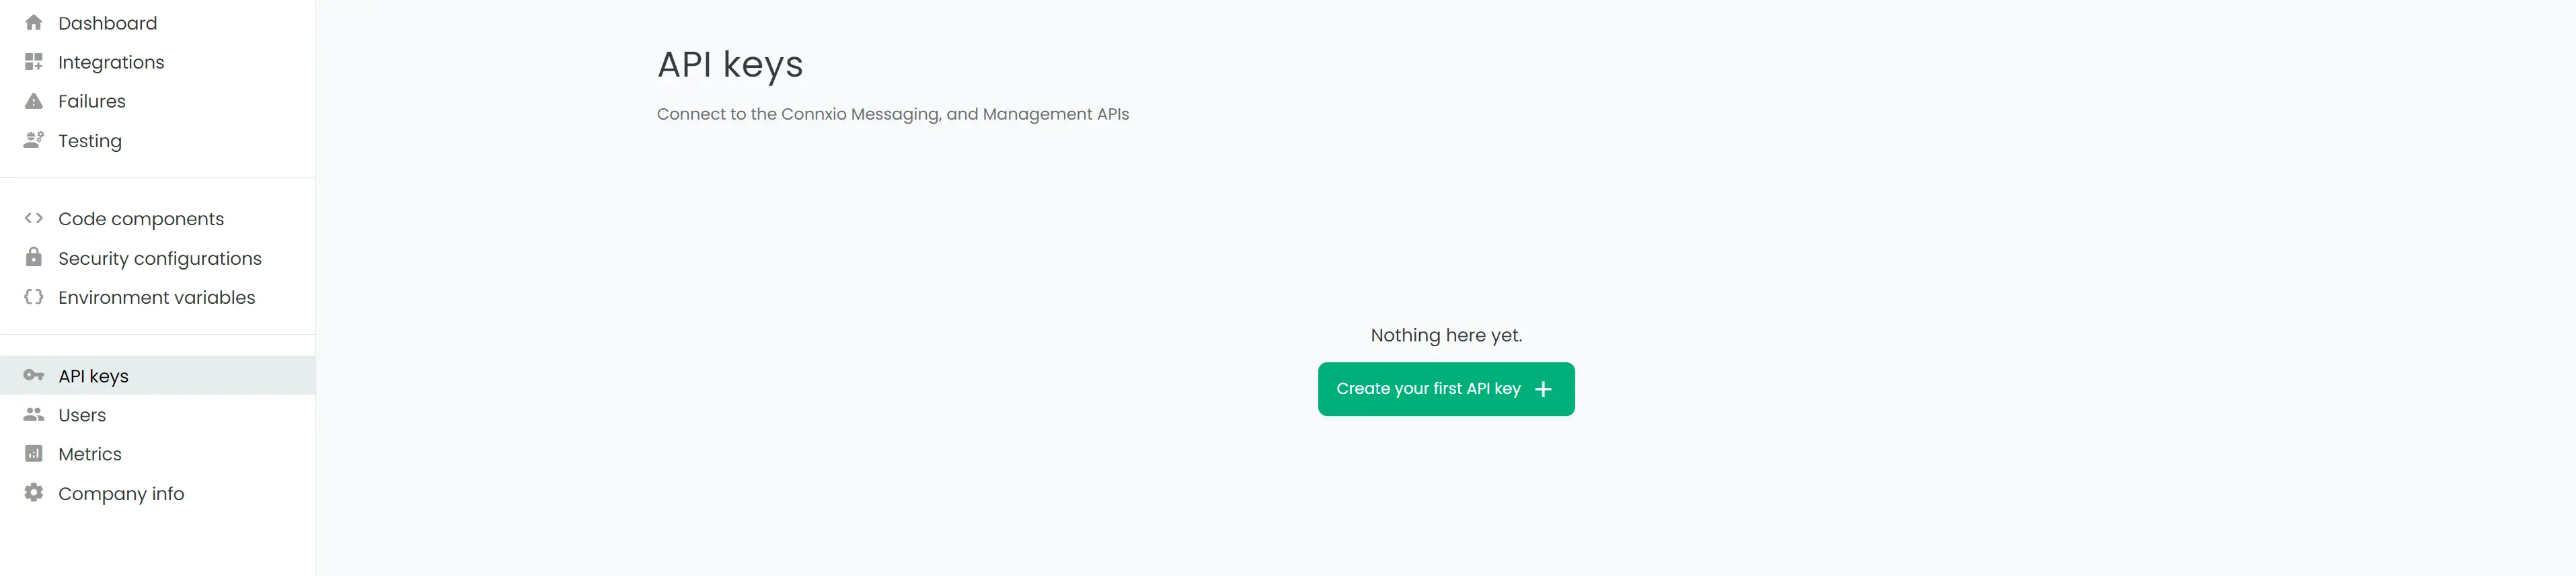 Dashboard
Integrations
Failures
Testing
Code components
Security configurations
Environment variables
API keys
Users
Metrics
Company info
API keys
Connect to the Connxio Messaging, and Management APIs
Nothing here yet.
Create your first API key